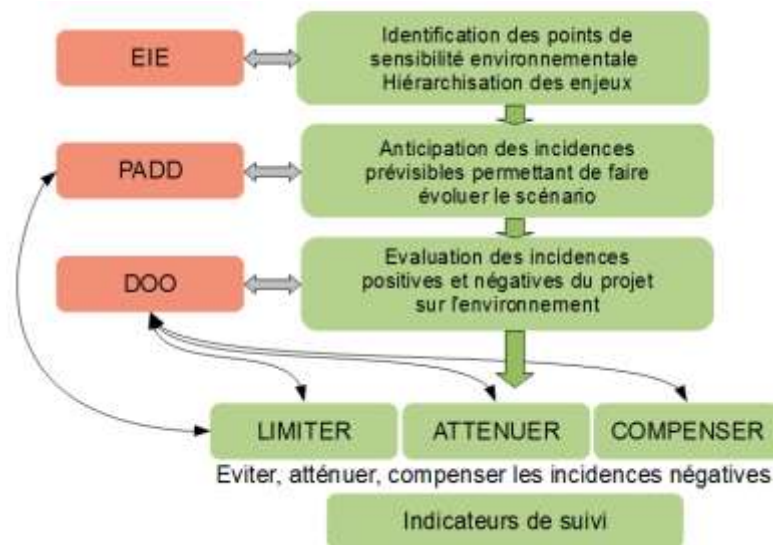 EIE
Identification des points de
sensibilité environnementale
Hiérarchisation des enjeux
PADD
Anticipation des incidences
prévisibles permettant de faire
évoluer le scénario
DOO
Evaluation des incidences
positives et négatives du projet
sur l'environnement
LIMITER
ATTENUER
COMPENSER
Eviter, atténuer, compenser les incidences négatives
Indicateurs de suivi